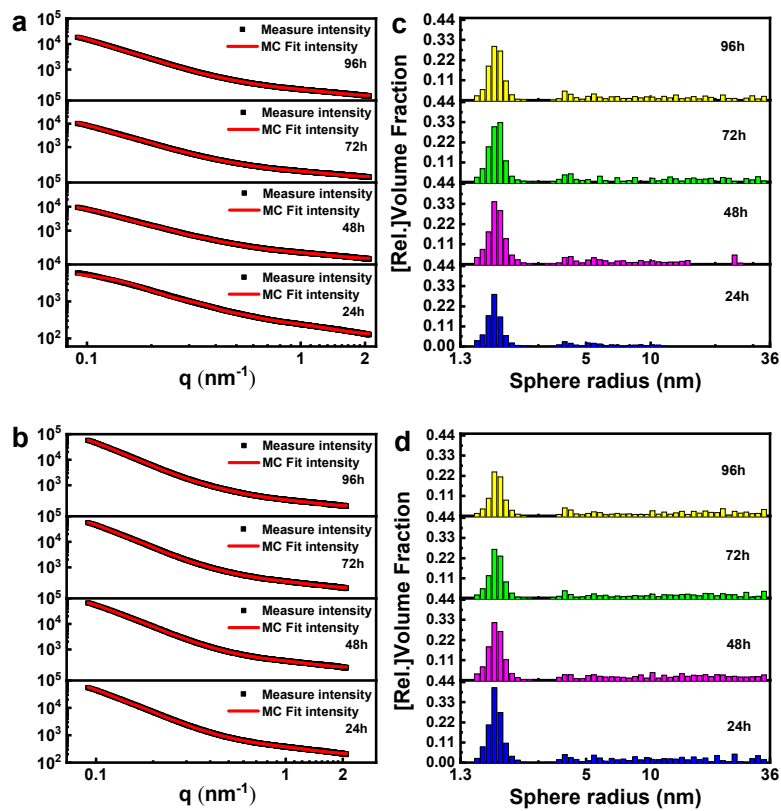 a
10^5
10^3
10^5
Measure intensity
MC Fit intensity
96h
10^4
10^3
10^5
Measure intensity
MC Fit intensity
72h
10^4
10^3
10^4
Measure intensity
MC Fit intensity
48h
10^3
10^2
Measure intensity
MC Fit intensity
24h
0.1
1
2
q (nm^-1)
c
[Rel.]Volume Fraction
0.44
0.33
0.22
0.11
0.44
96h
0.33
0.22
0.11
0.44
72h
0.33
0.22
0.11
0.44
48h
0.33
0.22
0.11
0.00
24h
1.3
5
10
36
Sphere radius (nm)
b
10^5
10^4
10^3
10^5
Measure intensity
MC Fit intensity
96h
10^4
10^3
10^5
Measure intensity
MC Fit intensity
72h
10^4
10^3
10^5
Measure intensity
MC Fit intensity
48h
10^4
10^3
10^2
Measure intensity
MC Fit intensity
24h
0.1
1
2
q (nm^-1)
d
[Rel.]Volume Fraction
0.44
0.33
0.22
0.11
0.44
96h
0.33
0.22
0.11
0.44
72h
0.33
0.22
0.11
0.44
48h
0.33
0.22
0.11
0.00
24h
1.3
5
10
36
Sphere radius (nm)